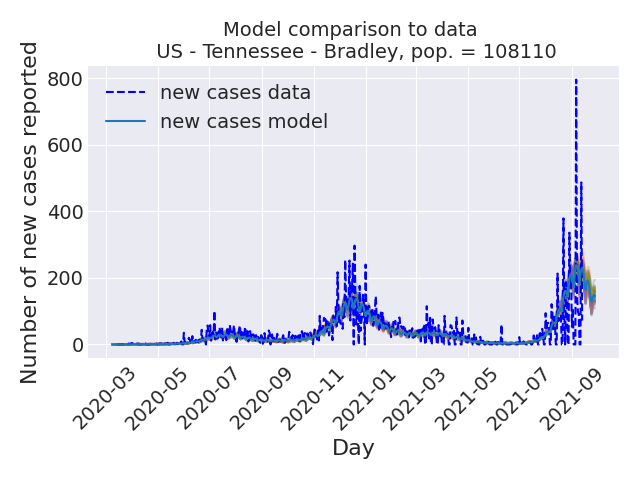 Model comparison to data
US - Tennessee - Bradley, pop. = 108110
Number of new cases reported
800
600
400
200
0
new cases data
new cases model
2020-03
2020-05
2020-07
2020-09
2020-11
2021-01
2021-03
2021-05
2021-07
2021-09
Day